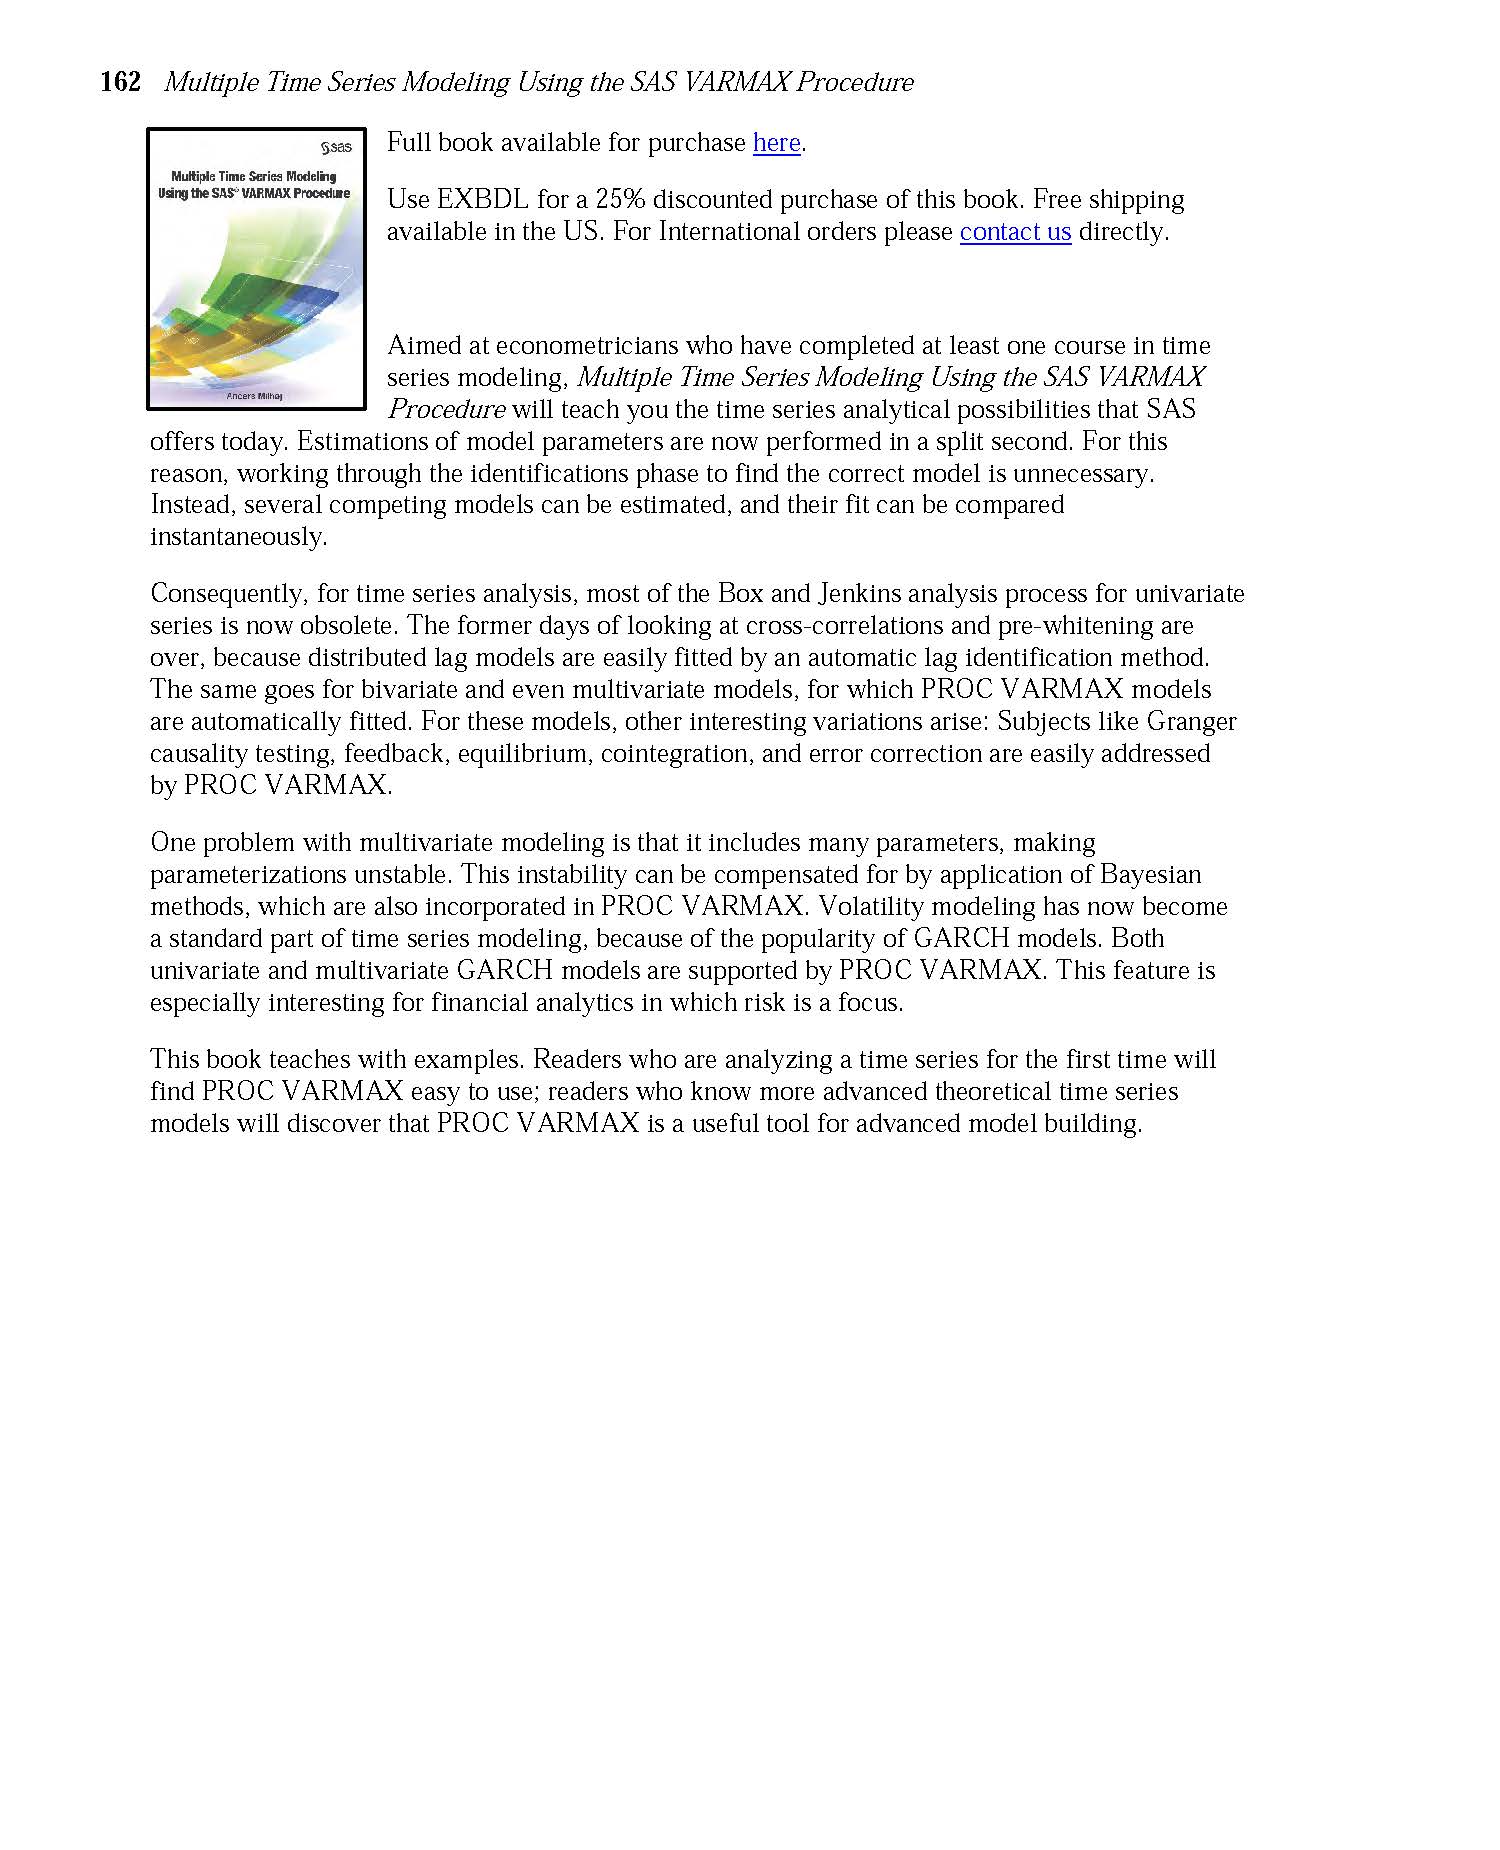 162 Multiple Time Series Modeling Using the SAS VARMAX Procedure
sas
Multiple Time Series Modeling
Using the SAS® VARMAX Procedure
Anders Milhøj
Full book available for purchase here.
Use EXBDL for a 25% discounted purchase of this book. Free shipping
available in the US. For International orders please contact us directly.
Aimed at econometricians who have completed at least one course in time
series modeling, Multiple Time Series Modeling Using the SAS VARMAX
Procedure will teach you the time series analytical possibilities that SAS
offers today. Estimations of model parameters are now performed in a split second. For this
reason, working through the identifications phase to find the correct model is unnecessary.
Instead, several competing models can be estimated, and their fit can be compared
instantaneously.
Consequently, for time series analysis, most of the Box and Jenkins analysis process for univariate
series is now obsolete. The former days of looking at cross-correlations and pre-whitening are
over, because distributed lag models are easily fitted by an automatic lag identification method.
The same goes for bivariate and even multivariate models, for which PROC VARMAX models
are automatically fitted. For these models, other interesting variations arise: Subjects like Granger
causality testing, feedback, equilibrium, cointegration, and error correction are easily addressed
by PROC VARMAX.
One problem with multivariate modeling is that it includes many parameters, making
parameterizations unstable. This instability can be compensated for by application of Bayesian
methods, which are also incorporated in PROC VARMAX. Volatility modeling has now become
a standard part of time series modeling, because of the popularity of GARCH models. Both
univariate and multivariate GARCH models are supported by PROC VARMAX. This feature is
especially interesting for financial analytics in which risk is a focus.
This book teaches with examples. Readers who are analyzing a time series for the first time will
find PROC VARMAX easy to use; readers who know more advanced theoretical time series
models will discover that PROC VARMAX is a useful tool for advanced model building.